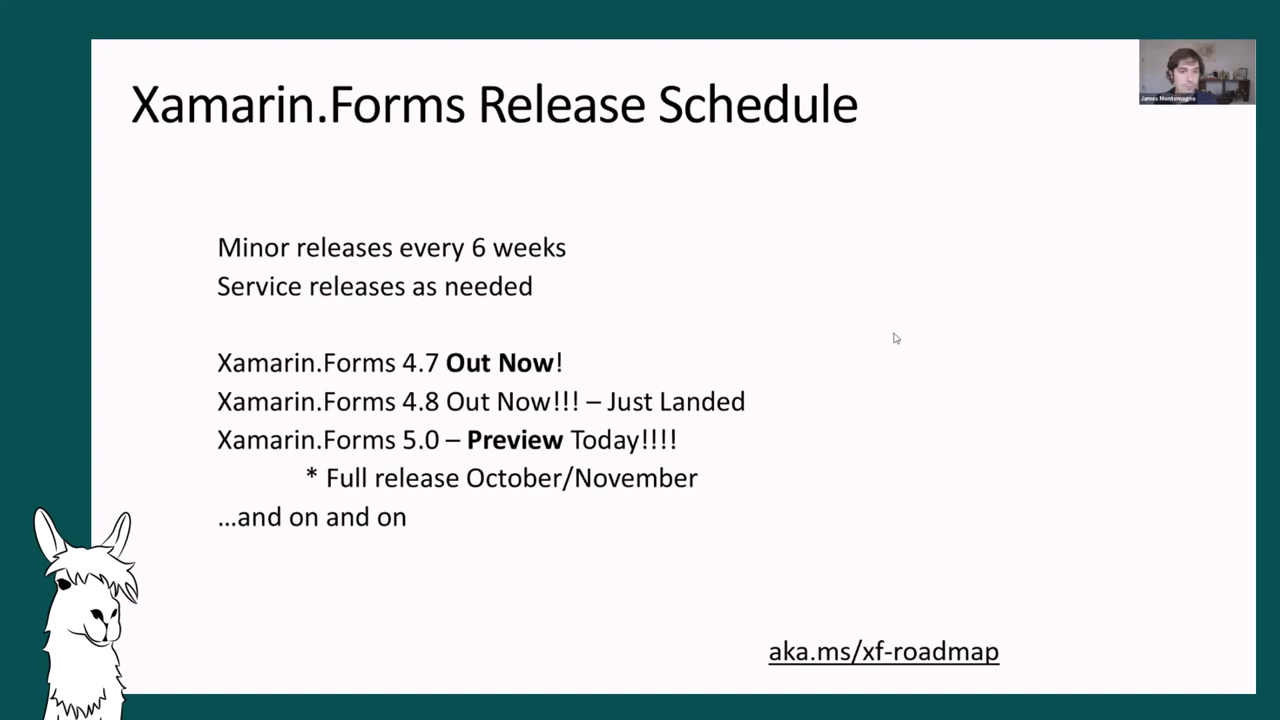 Xamarin.Forms Release Schedule
James Montemagno
Minor releases every 6 weeks
Service releases as needed
Xamarin.Forms 4.7 Out Now!
Xamarin.Forms 4.8 Out Now!!! – Just Landed
Xamarin.Forms 5.0 – Preview Today!!!!
* Full release October/November
...and on and on
aka.ms/xf-roadmap